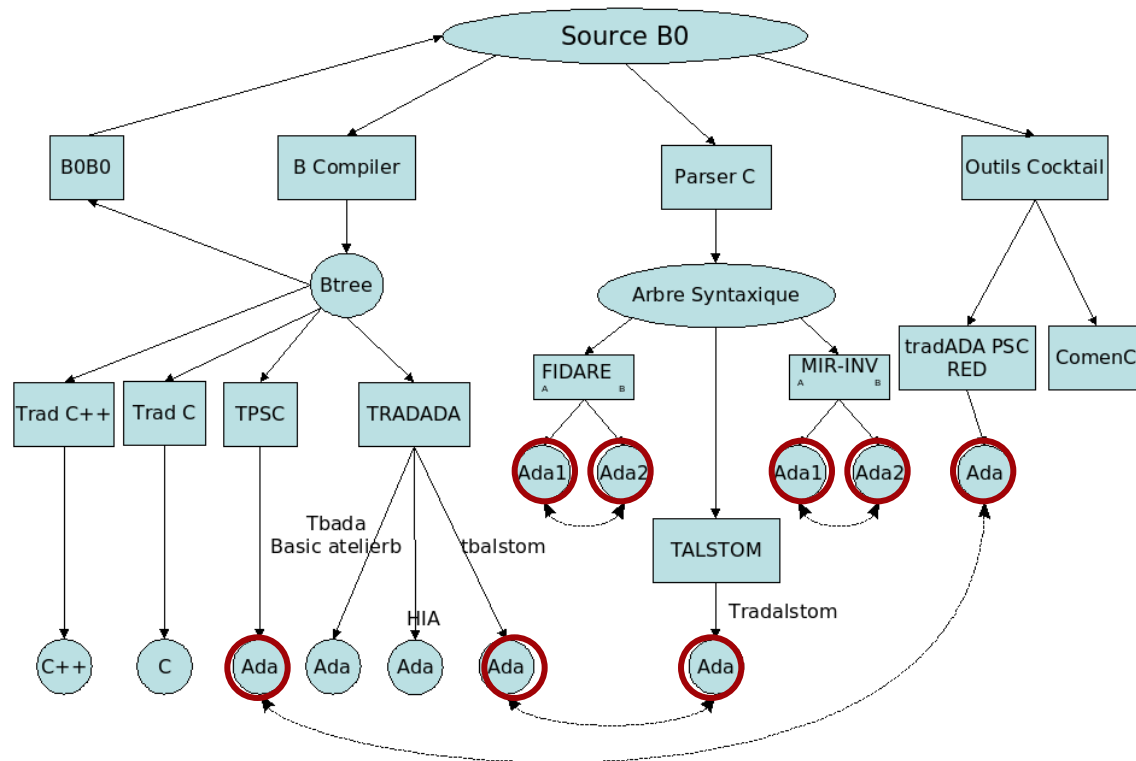 Source B0
B0B0
B Compiler
Parser C
Outils Cocktail
Btree
Arbre Syntaxique
Trad C++
Trad C
TPSC
TRADADA
FIDARE
A B
MIR-INV
A B
tradADA PSC
RED
ComenC
Ada1
Ada2
Ada1
Ada2
Ada
Tbada
Basic atelierb
tbalstom
TALSTOM
HIA
Tradalstom
C++
C
Ada
Ada
Ada
Ada
Ada